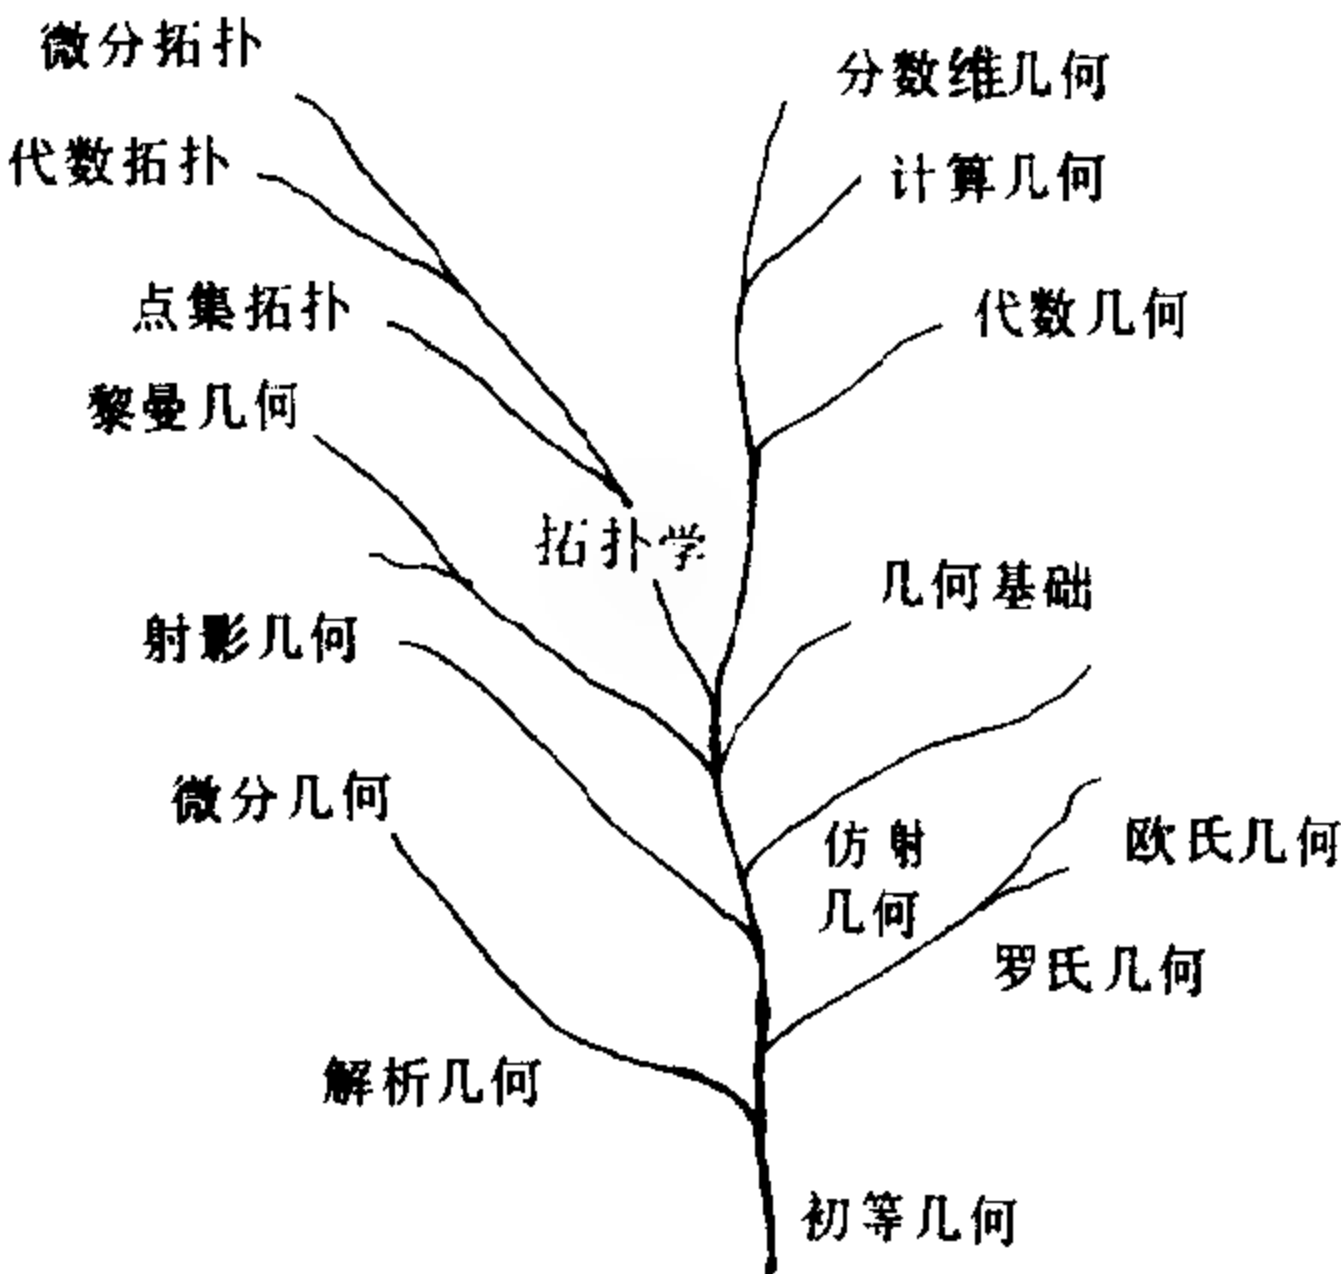 微分拓扑
分数维几何
代数拓扑
计算几何
点集拓扑
代数几何
黎曼几何
拓扑学
几何基础
射影几何
微分几何
仿射
几何
欧氏几何
罗氏几何
解析几何
初等几何